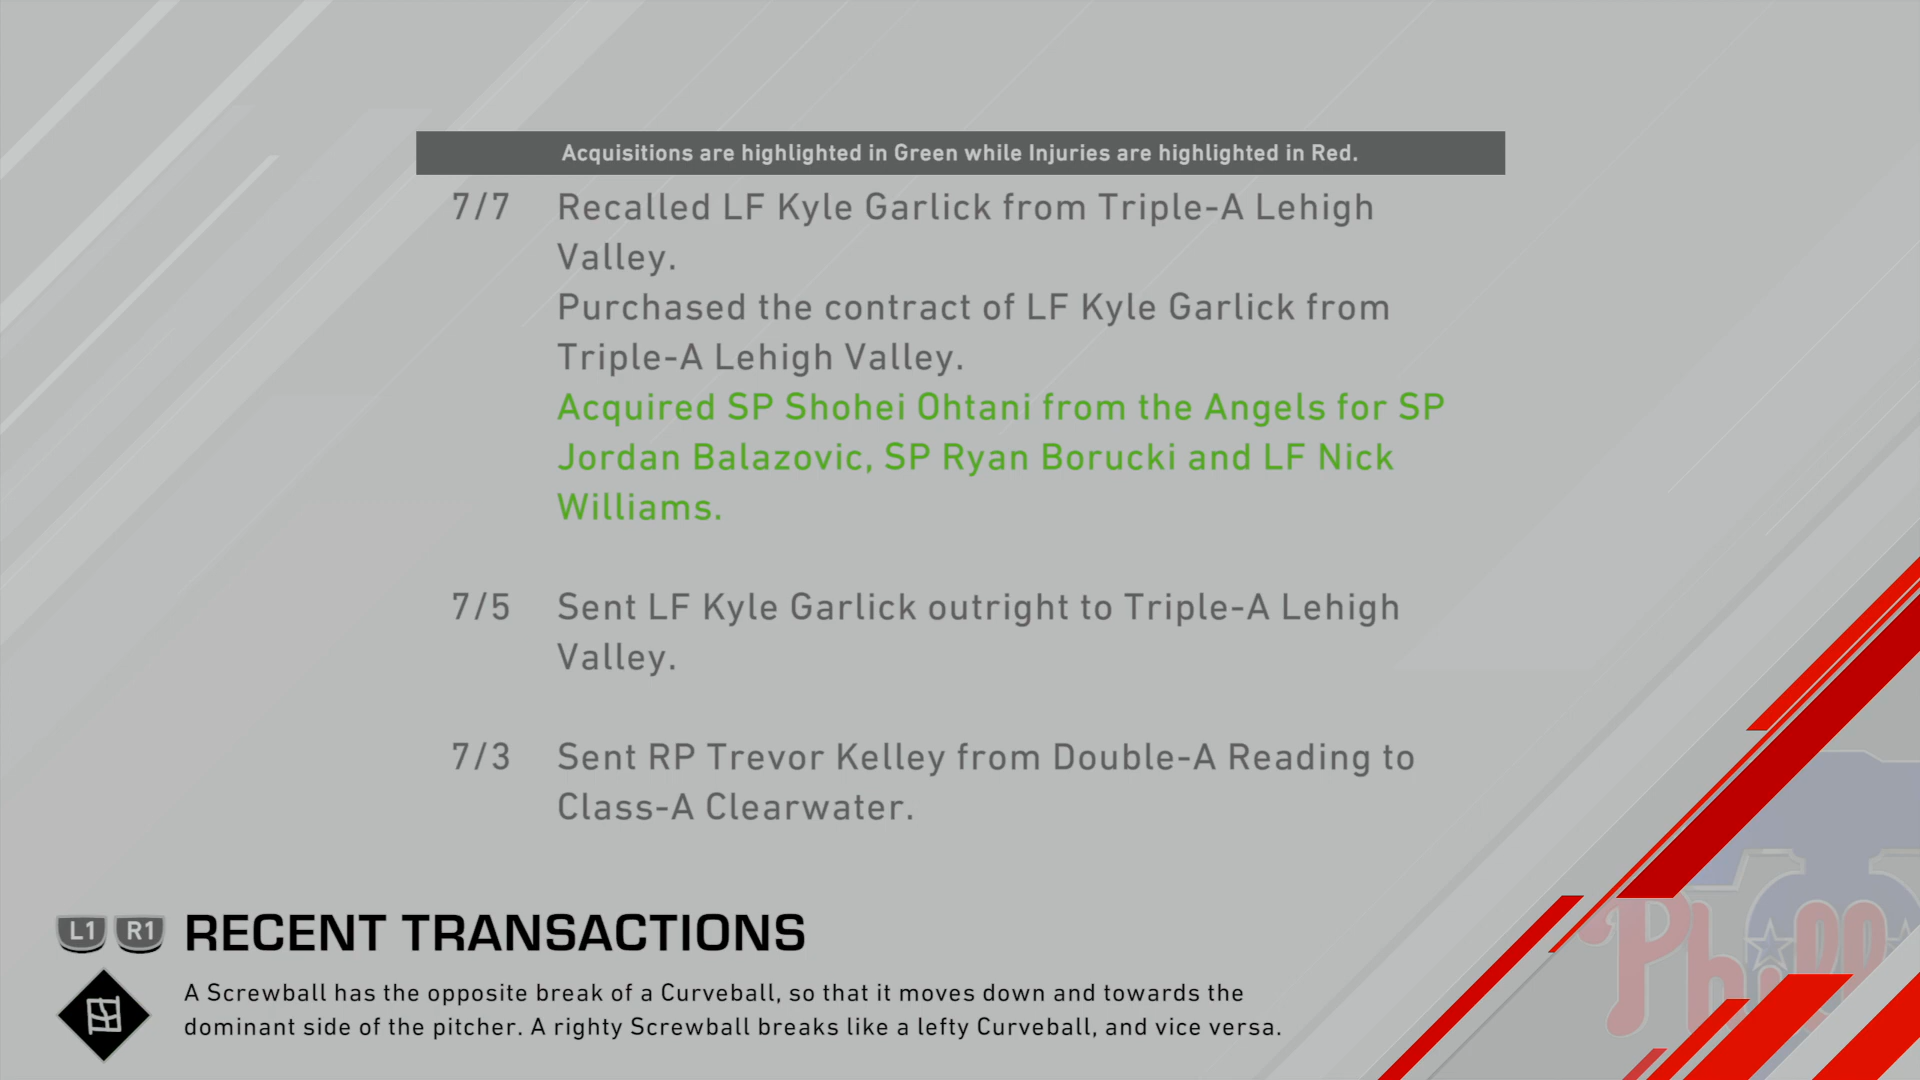 Acquisitions are highlighted in Green while Injuries are highlighted in Red.
7/7 Recalled LF Kyle Garlick from Triple-A Lehigh
Valley.
Purchased the contract of LF Kyle Garlick from
Triple-A Lehigh Valley.
Acquired SP Shohei Ohtani from the Angels for SP
Jordan Balazovic, SP Ryan Borucki and LF Nick
Williams.
7/5 Sent LF Kyle Garlick outright to Triple-A Lehigh
Valley.
7/3 Sent RP Trevor Kelley from Double-A Reading to
Class-A Clearwater.
L1 R1 RECENT TRANSACTIONS
A Screwball has the opposite break of a Curveball, so that it moves down and towards the
dominant side of the pitcher. A righty Screwball breaks like a lefty Curveball, and vice versa.